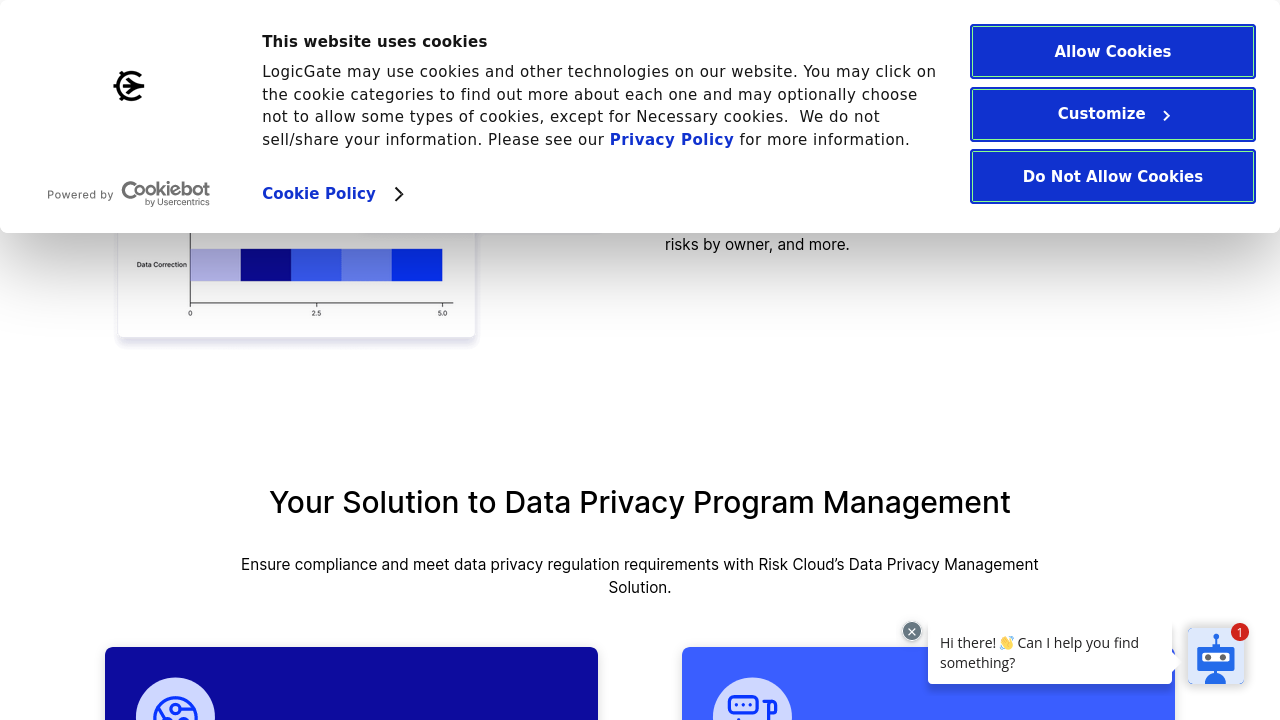 This website uses cookies
LogicGate may use cookies and other technologies on our website. You may click on
the cookie categories to find out more about each one and may optionally choose
not to allow some types of cookies, except for Necessary cookies.  We do not
sell/share your information. Please see our Privacy Policy for more information.
Cookie Policy
Powered by Cookiebot
by Usercentrics
Allow Cookies
Customize
Do Not Allow Cookies
risks by owner, and more.
Data Correction
0 2.5 5.0
Your Solution to Data Privacy Program Management
Ensure compliance and meet data privacy regulation requirements with Risk Cloud’s Data Privacy Management
Solution.
Hi there! 👋 Can I help you find
something?
1